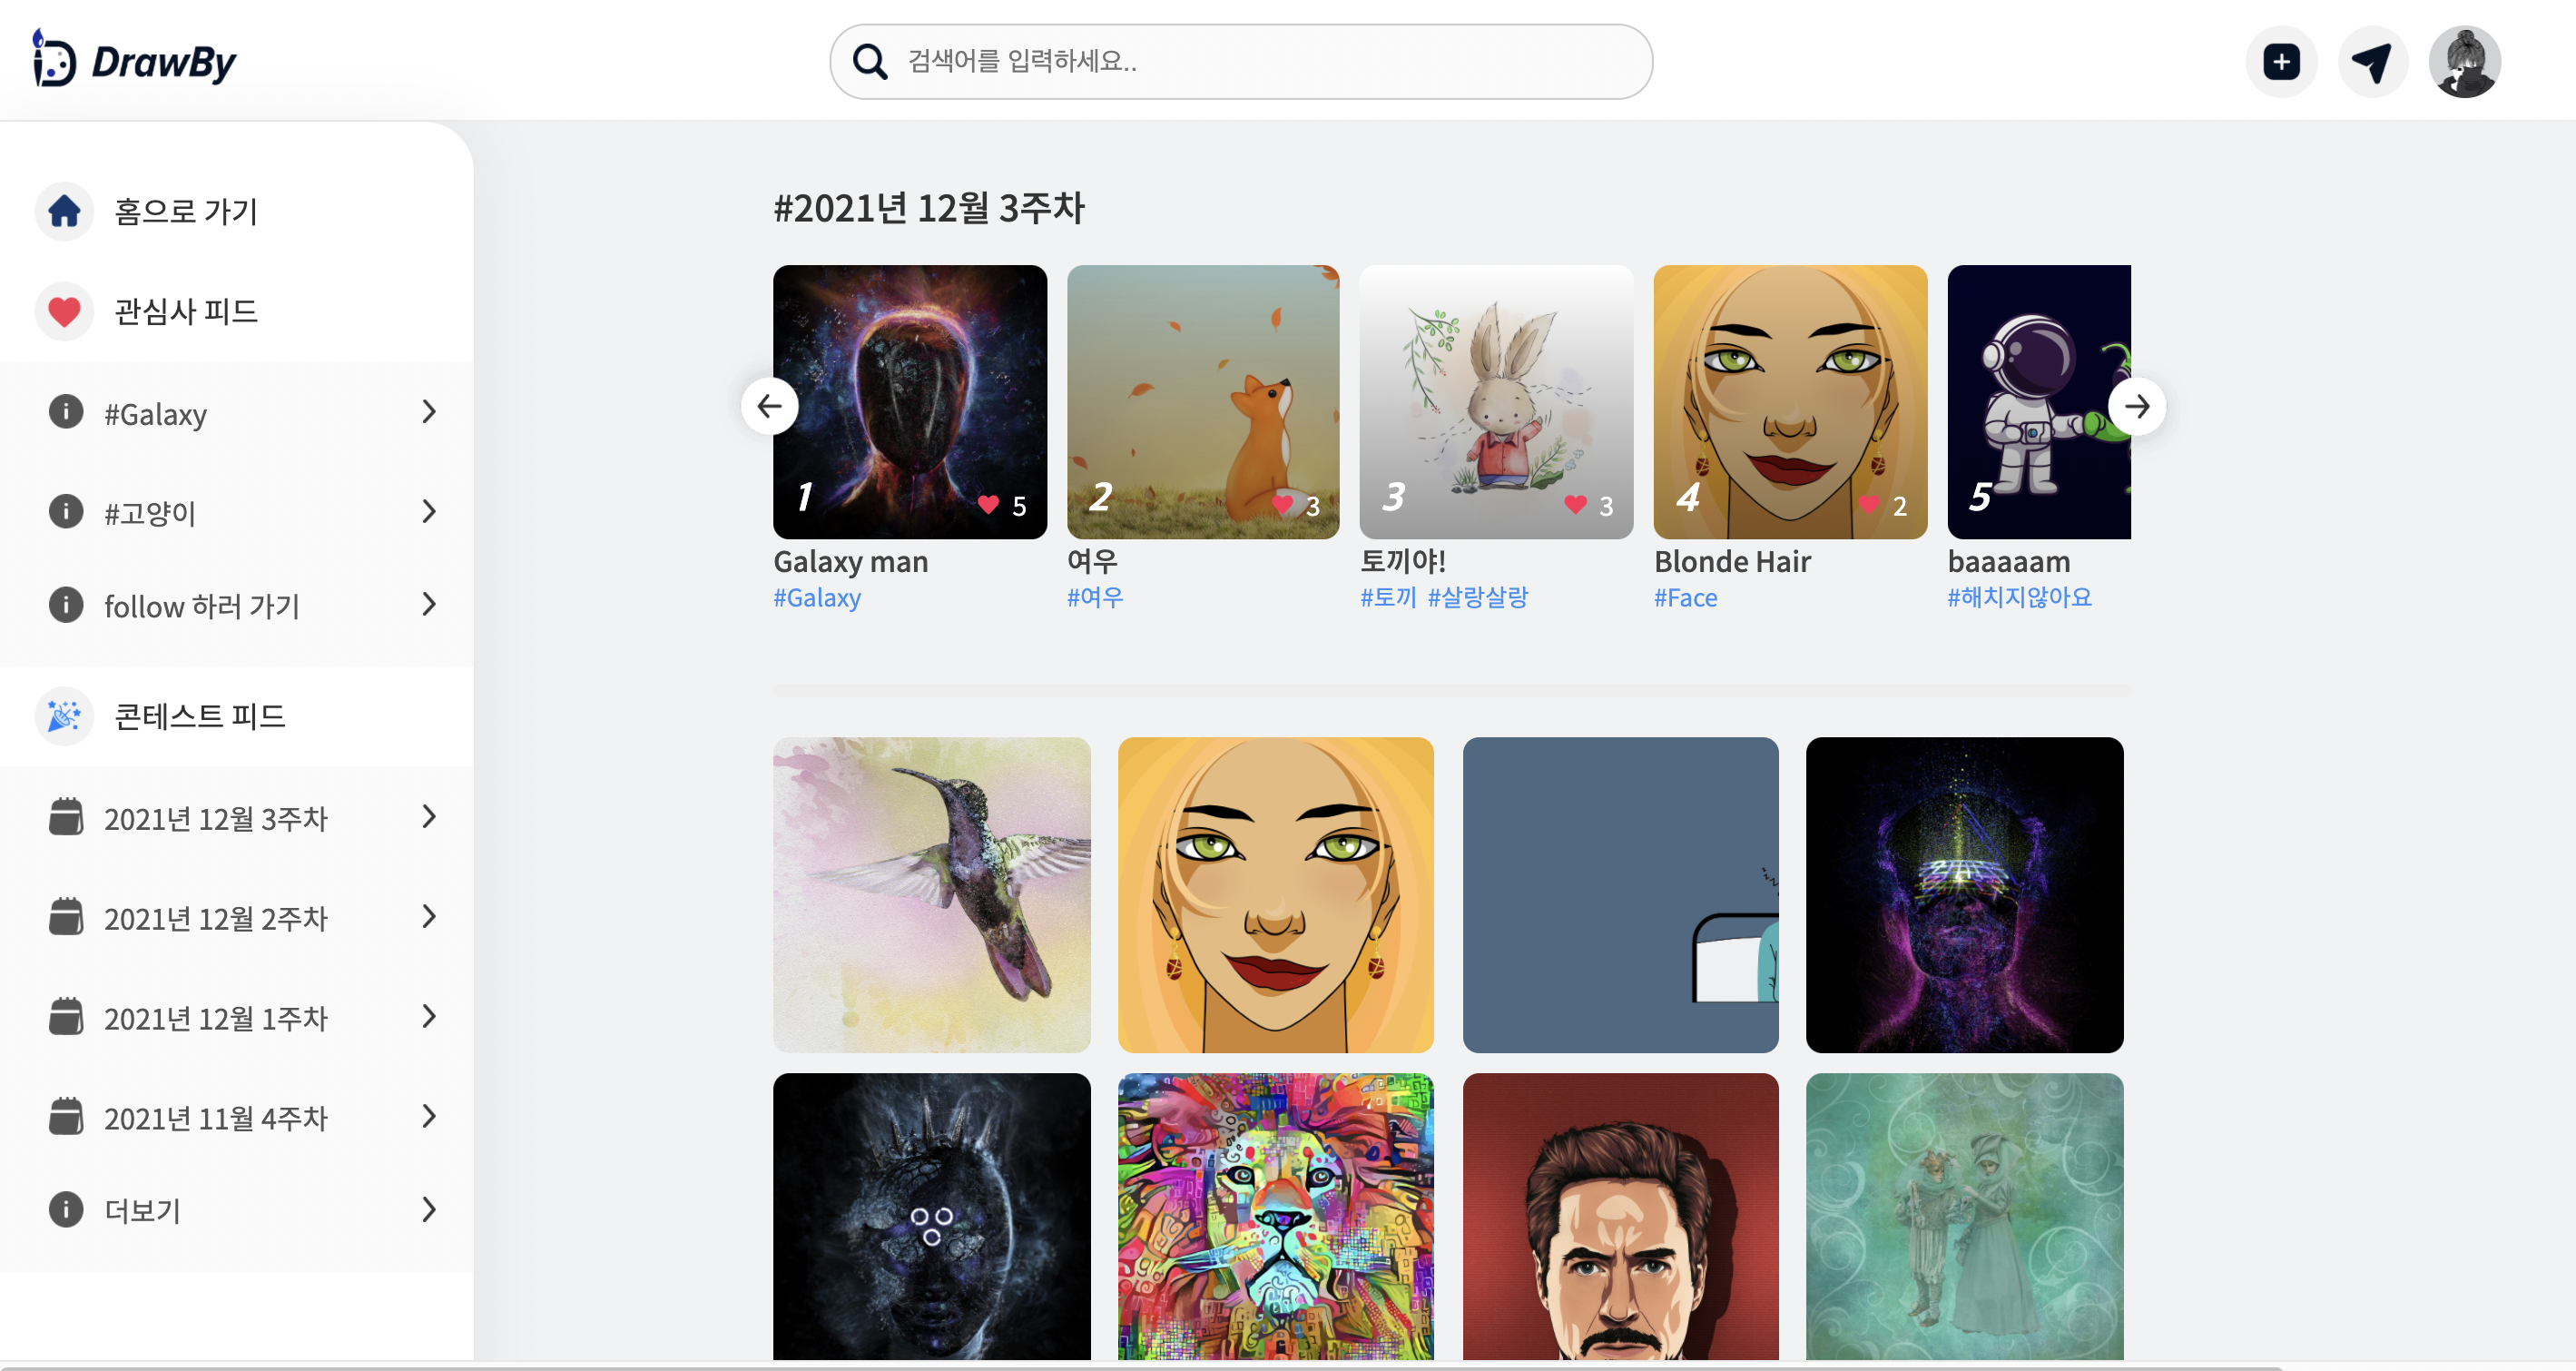 DrawBy
검색어를 입력하세요..
홈으로 가기
관심사 피드
#Galaxy
#고양이
follow 하러 가기
콘테스트 피드
2021년 12월 3주차
2021년 12월 2주차
2021년 12월 1주차
2021년 11월 4주차
더보기
#2021년 12월 3주차
1
5
Galaxy man
#Galaxy
2
3
여우
#여우
3
3
토끼야!
#토끼 #살랑살랑
4
2
Blonde Hair
#Face
5
baaaaam
#해치지않아요